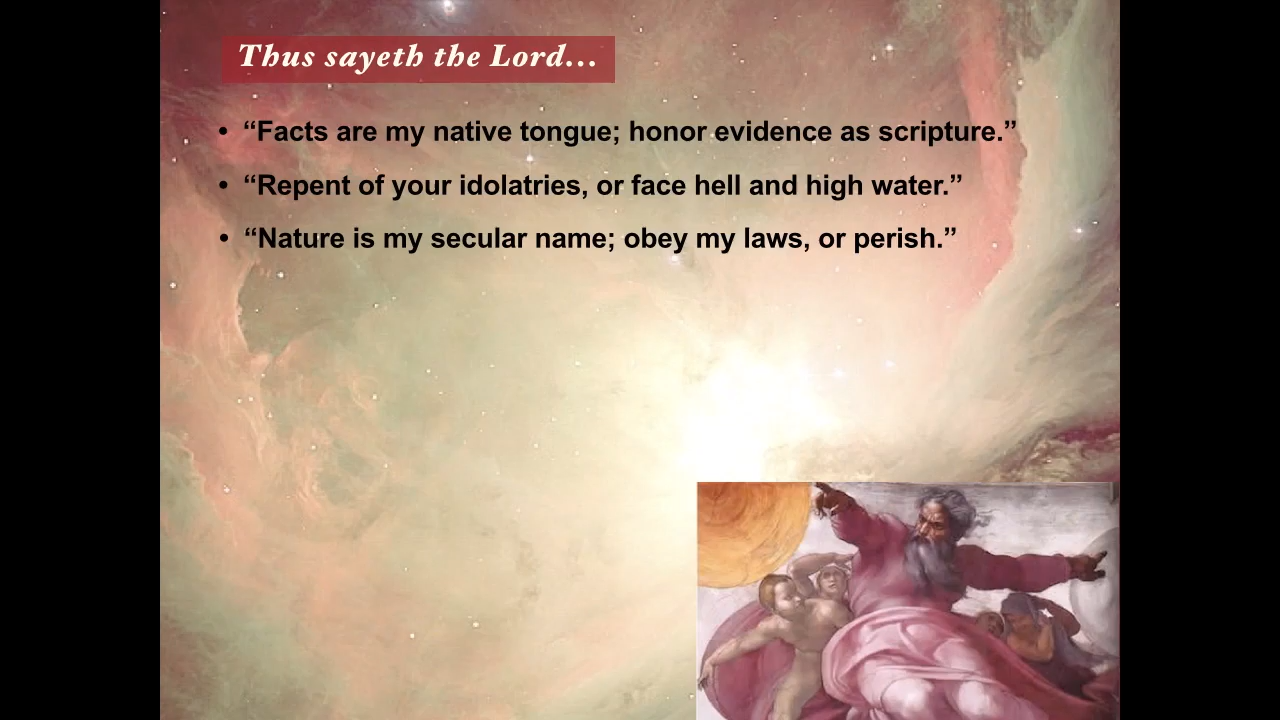 Thus sayeth the Lord...
• “Facts are my native tongue; honor evidence as scripture.”
• “Repent of your idolatries, or face hell and high water.”
• “Nature is my secular name; obey my laws, or perish.”